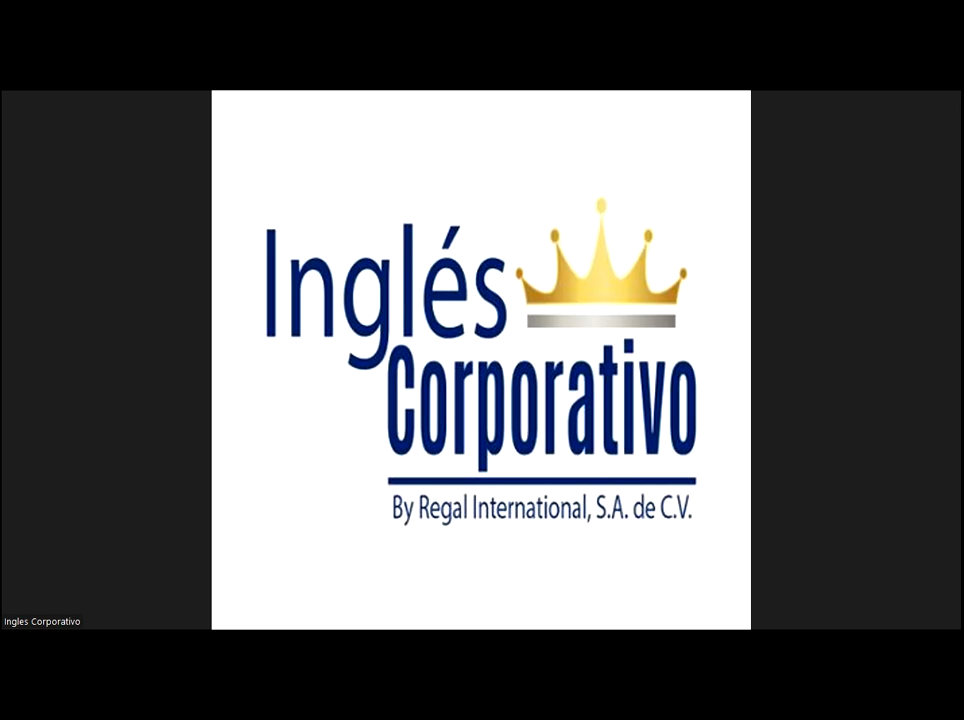 Inglés
Corporativo
By Regal International, S.A. de C.V.
Ingles Corporativo